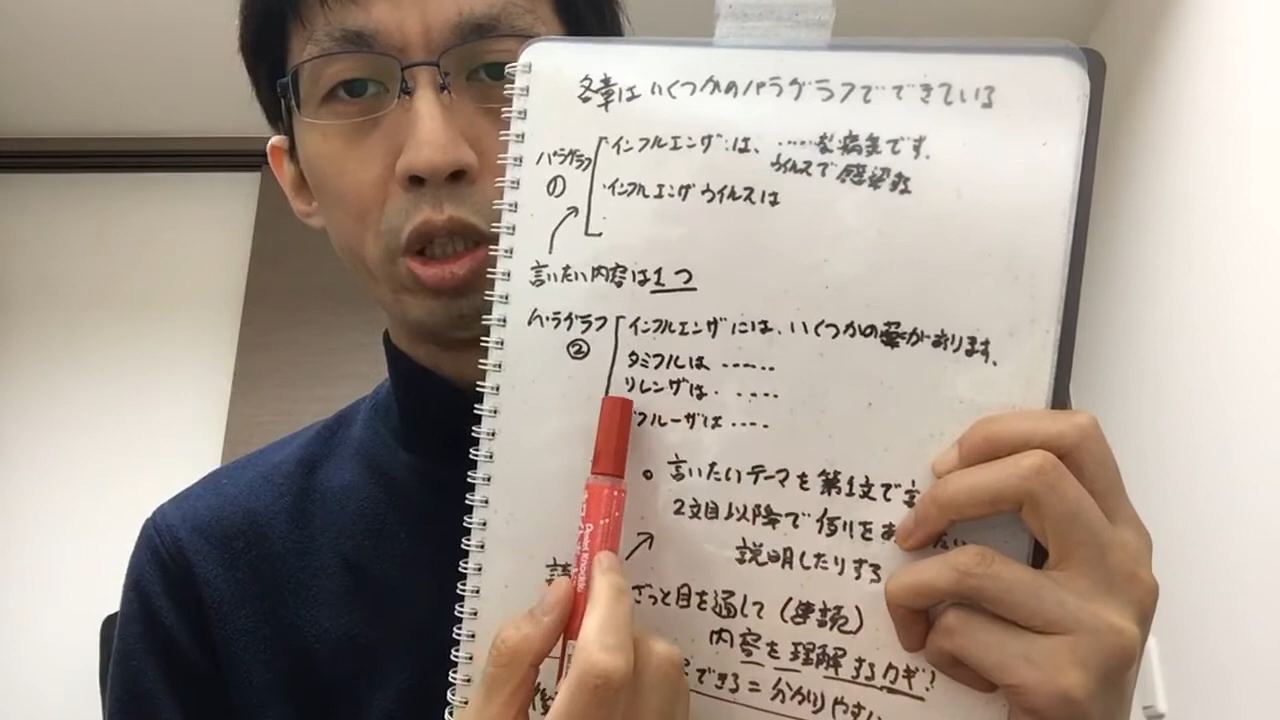 各章はいくつかのパラグラフでできている
パラグラフ
の
インフルエンザは、……な病気です。
ウイルスで感染する
・インフルエンザウイルスは
言いたい内容は1つ
パラグラフ
②
インフルエンザには、いくつかの薬があります。
タミフルは ……
リレンザは ……
フルーザは ‥‥
言いたいテーマを第1文で
2文目以降で例りをあ
説明したりする
ざっと目を通して(速読)
内容を理解するカギ!
できる=分かりやすい
Pentel Knockle